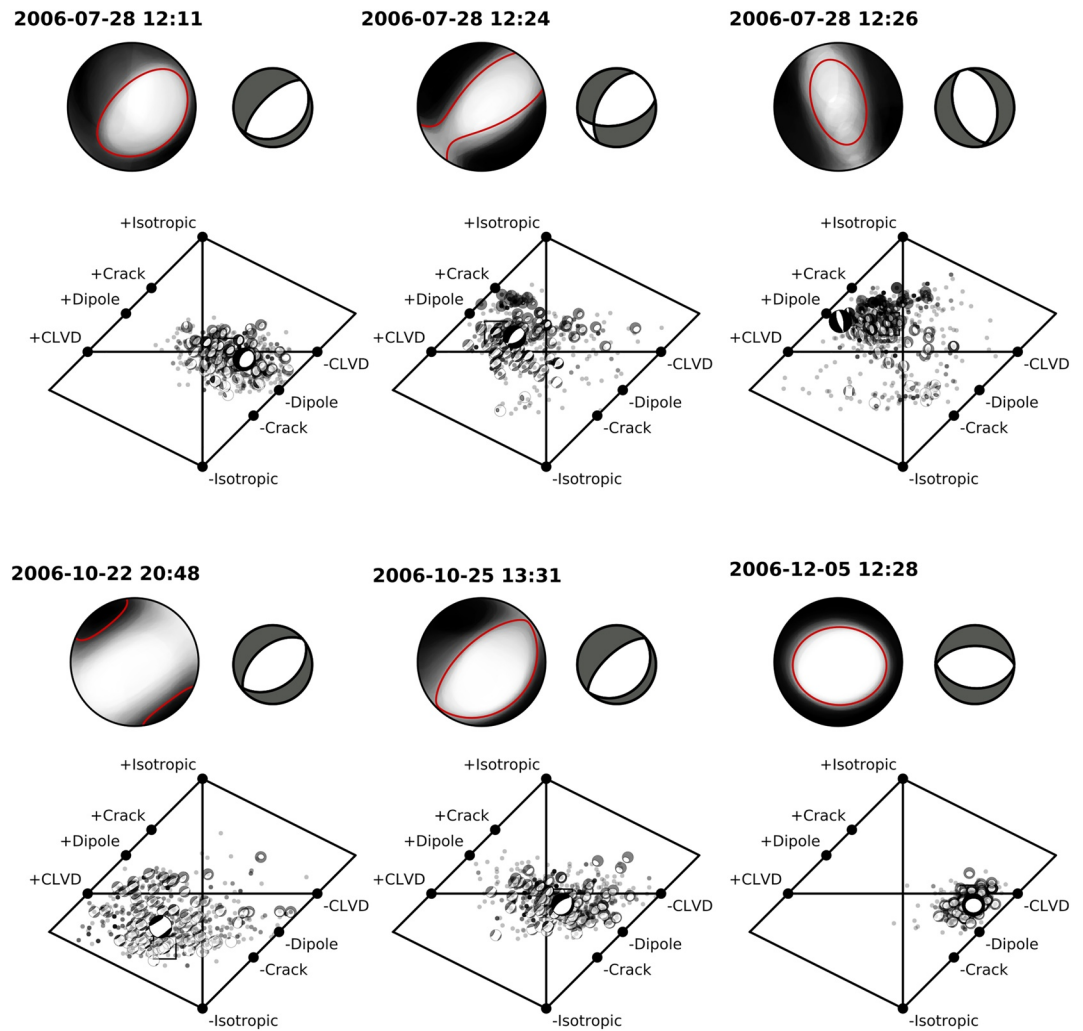 2006-07-28 12:11
2006-07-28 12:24
2006-07-28 12:26
+Isotropic
+Crack
+Dipole
+CLVD
-CLVD
-Dipole
-Crack
-Isotropic
+Isotropic
+Crack
+Dipole
+CLVD
-CLVD
-Dipole
-Crack
-Isotropic
+Isotropic
+Crack
+Dipole
+CLVD
-CLVD
-Dipole
-Crack
-Isotropic
2006-10-22 20:48
2006-10-25 13:31
2006-12-05 12:28
+Isotropic
+Crack
+Dipole
+CLVD
-CLVD
-Dipole
-Crack
-Isotropic
+Isotropic
+Crack
+Dipole
+CLVD
-CLVD
-Dipole
-Crack
-Isotropic
+Isotropic
+Crack
+Dipole
+CLVD
-CLVD
-Dipole
-Crack
-Isotropic